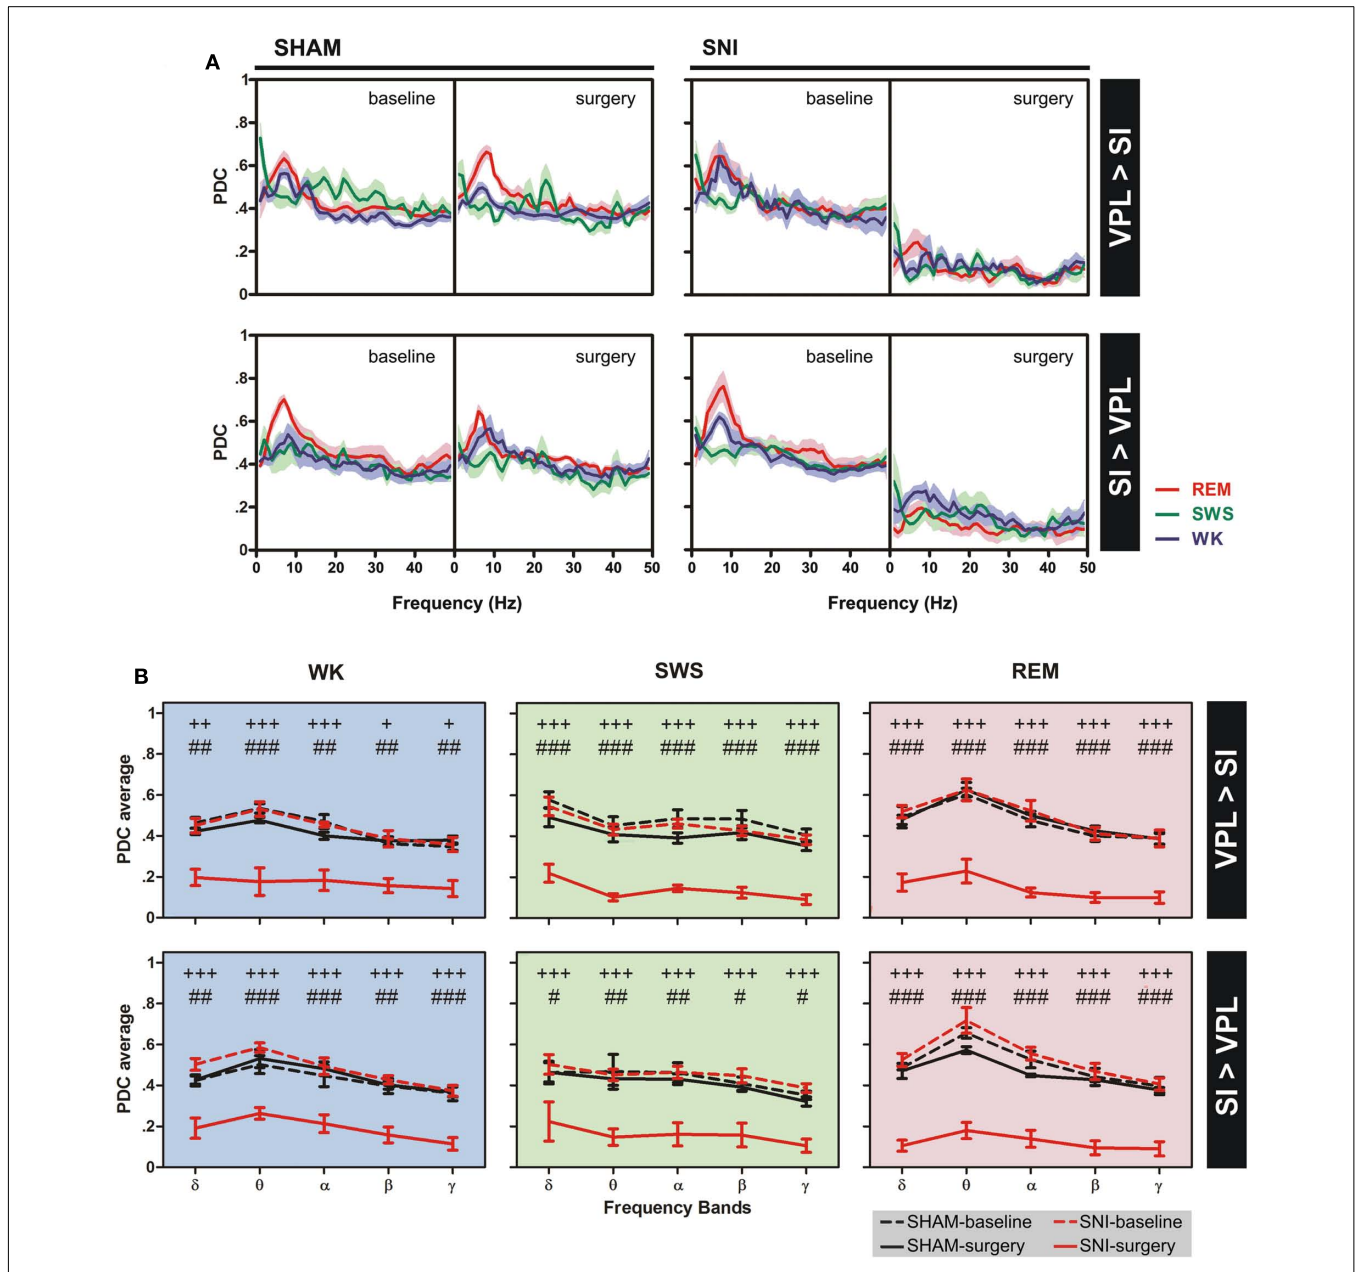 A
SHAM
SNI
1
.8
.6
.4
.2
0
PDC
baseline
surgery
baseline
surgery
VPL > SI
1
.8
.6
.4
.2
0
PDC
baseline
surgery
baseline
surgery
SI > VPL
REM
SWS
WK
0 10 20 30 40 0 10 20 30 40 50
0 10 20 30 40 0 10 20 30 40 50
Frequency (Hz)
Frequency (Hz)
B
WK
SWS
REM
1
.8
.6
.4
.2
0
PDC average
++ +++ +++ + +
## ### ## ## ##
+++ +++ +++ +++ +++
### ### ### ### ###
+++ +++ +++ +++ +++
### ### ### ### ###
VPL > SI
1
.8
.6
.4
.2
0
PDC average
+++ +++ +++ +++ +++
## ### ### ## ###
+++ +++ +++ +++ +++
# ## ## # #
+++ +++ +++ +++ +++
### ### ### ### ###
SI > VPL
δ θ α β γ
δ θ α β γ
δ θ α β γ
Frequency Bands
SHAM-baseline
SNI-baseline
SHAM-surgery
SNI-surgery